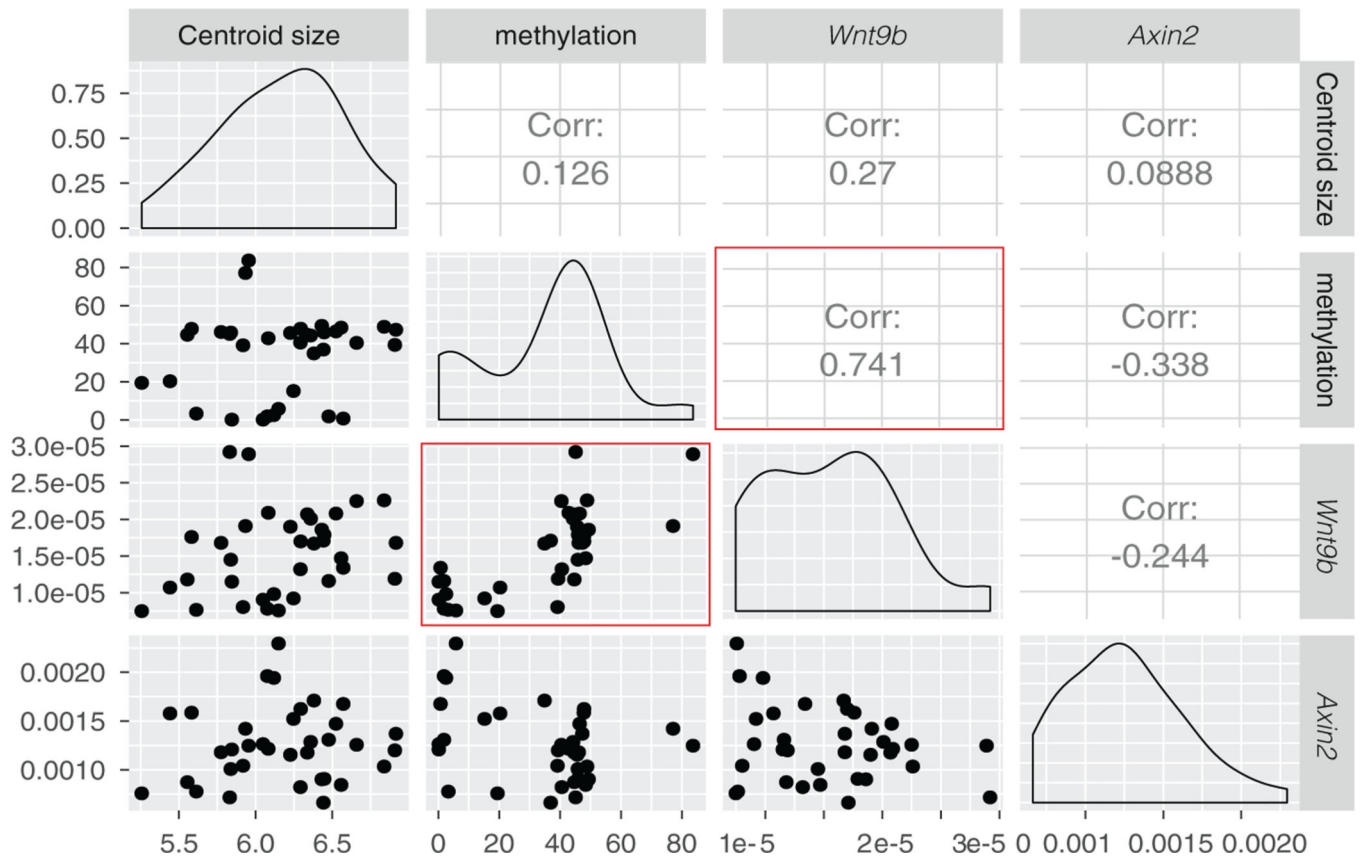 Centroid size methylation Wnt9b Axin2
0.75
0.50
0.25
0.00
Corr:
0.126
Corr:
0.27
Corr:
0.0888
Centroid size
80
60
40
20
0
Corr:
0.741
Corr:
-0.338
methylation
3.0e-05
2.5e-05
2.0e-05
1.5e-05
1.0e-05
Corr:
-0.244
Wnt9b
0.0020
0.0015
0.0010
Axin2
5.5 6.0 6.5 0 20 40 60 80 1e-5 2e-5 3e-5 0 0.001 0.0015 0.0020